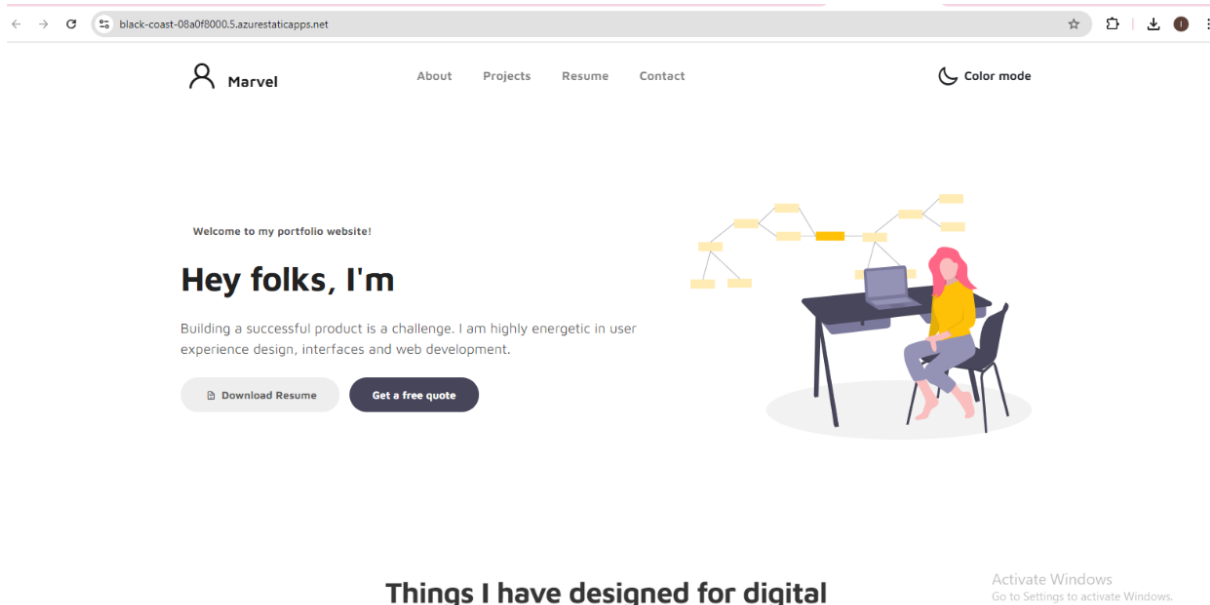 black-coast-08a0f8000.5.azurestaticapps.net
Marvel
About Projects Resume Contact
Color mode
Welcome to my portfolio website!
Hey folks, I'm
Building a successful product is a challenge. I am highly energetic in user
experience design, interfaces and web development.
Download Resume Get a free quote
Things I have designed for digital
Activate Windows
Go to Settings to activate Windows.